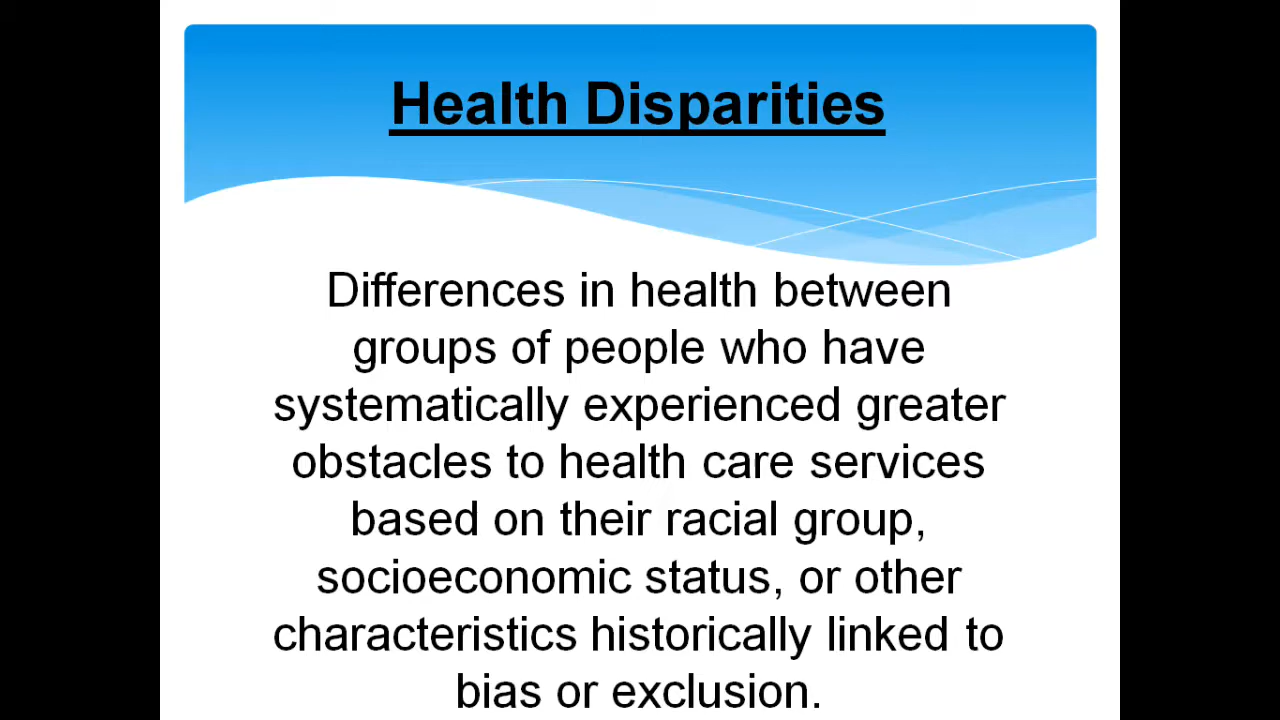 Health Disparities
Differences in health between
groups of people who have
systematically experienced greater
obstacles to health care services
based on their racial group,
socioeconomic status, or other
characteristics historically linked to
bias or exclusion.